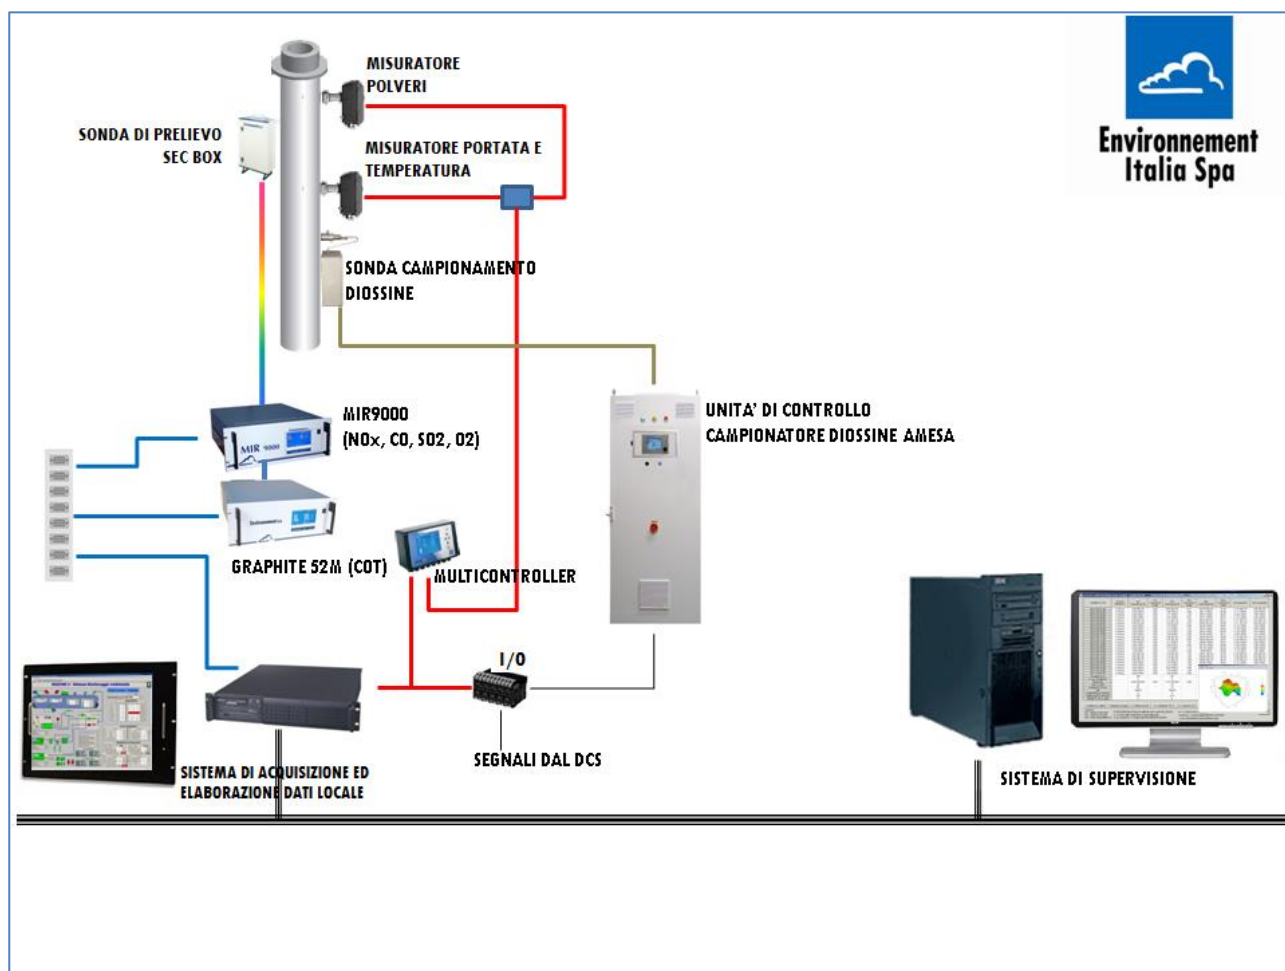 MISURATORE
POLVERI
SONDA DI PRELIEVO
SEC BOX
MISURATORE PORTATA E
TEMPERATURA
SONDA CAMPIONAMENTO
DIOSSINE
Environnement
Italia Spa
MIR9000
(NOx, CO, SO2, O2)
MIR 9000
UNITA' DI CONTROLLO
CAMPIONATORE DIOSSINE AMESA
GRAPHITE 52M (COT)
MULTICONTROLLER
I/O
SEGNALI DAL DCS
SISTEMA DI ACQUISIZIONE ED
ELABORAZIONE DATI LOCALE
SISTEMA DI SUPERVISIONE